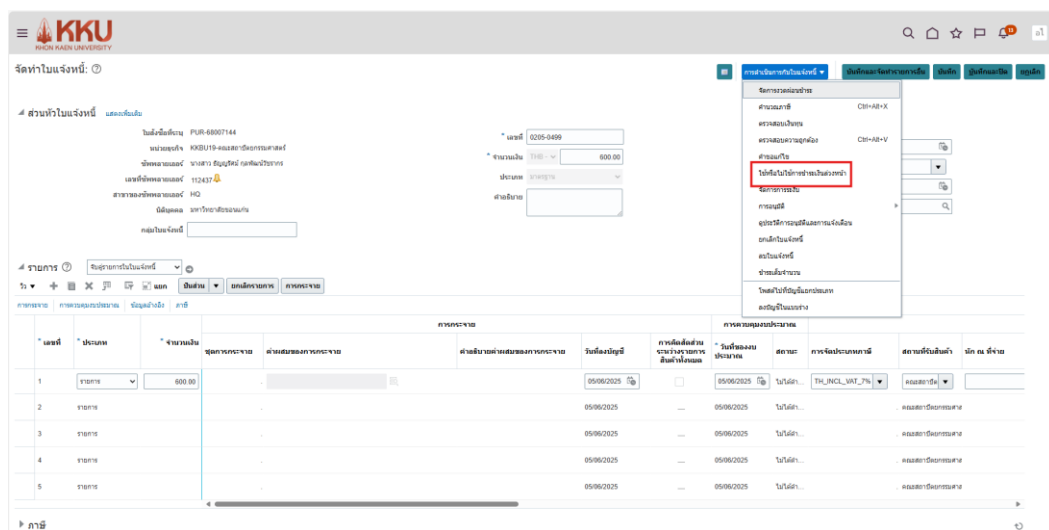 KKU
KHON KAEN UNIVERSITY
จัดทำใบแจ้งหนี้:
การดำเนินการกับใบแจ้งหนี้
บันทึกและจัดทำรายการอื่น
บันทึก
บันทึกและปิด
ยกเลิก
จัดการงวดผ่อนชำระ
คำนวณภาษี Ctrl+Alt+X
ตรวจสอบเงินทุน
ตรวจสอบความถูกต้อง Ctrl+Alt+V
คำขอแก้ไข
ใช้หรือไม่ใช้การชำระเงินล่วงหน้า
จัดการการระงับ
การอนุมัติ
ดูประวัติการอนุมัติและการแจ้งเตือน
ยกเลิกใบแจ้งหนี้
ลบใบแจ้งหนี้
ชำระเต็มจำนวน
โพสต์ไปที่บัญชีแยกประเภท
ลงบัญชีในแบบร่าง
ส่วนหัวใบแจ้งหนี้ แสดงเพิ่มเติม
ใบสั่งซื้อที่ระบุ PUR-68007144
หน่วยธุรกิจ KKBU19-คณะสถาปัตยกรรมศาสตร์
ซัพพลายเออร์ นางสาว
เลขที่ซัพพลายเออร์ 112437
สาขาของซัพพลายเออร์ HQ
นิติบุคคล มหาวิทยาลัยขอนแก่น
กลุ่มใบแจ้งหนี้
* เลขที่ 0205-0499
* จำนวนเงิน THB - 600.00
ประเภท มาตรฐาน
คำอธิบาย
รายการ
จับคู่รายการใบแจ้งหนี้
วิว
แยก
ปันส่วน
ยกเลิกรายการ
การกระจาย
การกระจาย การควบคุมงบประมาณ ข้อมูลอ้างอิง ภาษี
การกระจาย การควบคุมงบประมาณ
* เลขที่ * ประเภท * จำนวนเงิน ชุดการกระจาย ค่าผสมของการกระจาย คำอธิบายค่าผสมของการกระจาย วันที่ลงบัญชี การคัดสัดส่วนระหว่างรายการสินค้าทั้งหมด * วันที่ของงบประมาณ สถานะ การจัดประเภทภาษี สถานที่รับสินค้า หัก ณ ที่จ่าย
1 รายการ 600.00 05/06/2025 05/06/2025 TH_INCL_VAT_7%
2 รายการ 05/06/2025 05/06/2025
3 รายการ 05/06/2025 05/06/2025
4 รายการ 05/06/2025 05/06/2025
5 รายการ 05/06/2025 05/06/2025
ภาษี